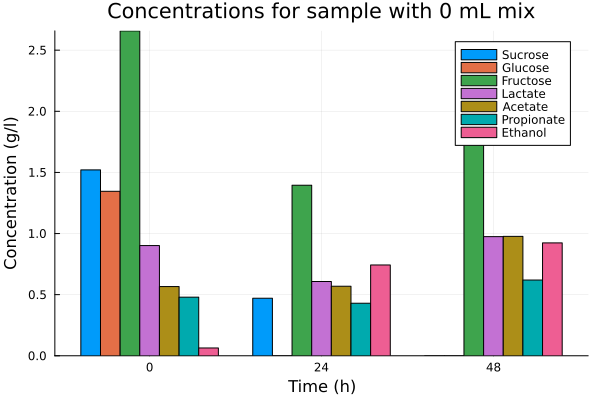 Concentrations for sample with 0 mL mix
Concentration (g/l)
2.5
2.0
1.5
1.0
0.5
0.0
Sucrose
Glucose
Fructose
Lactate
Acetate
Propionate
Ethanol
0 24 48
Time (h)